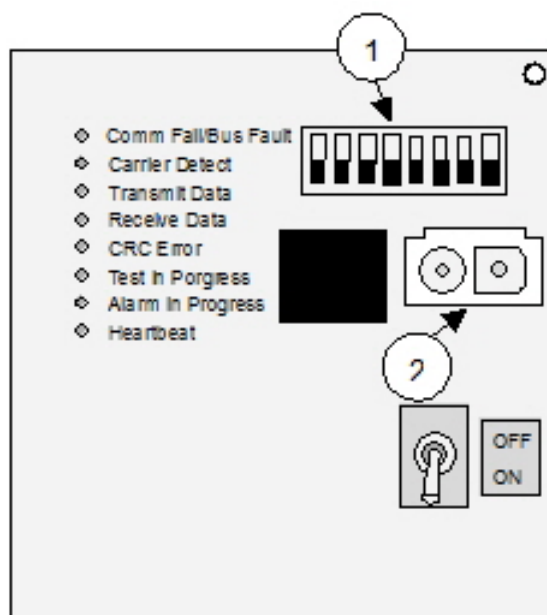 1
Comm Fail/Bus Fault
Carrier Detect
Transmit Data
Receive Data
CRC Error
Test In Porgress
Alarm In Progress
Heartbeat
2
OFF
ON